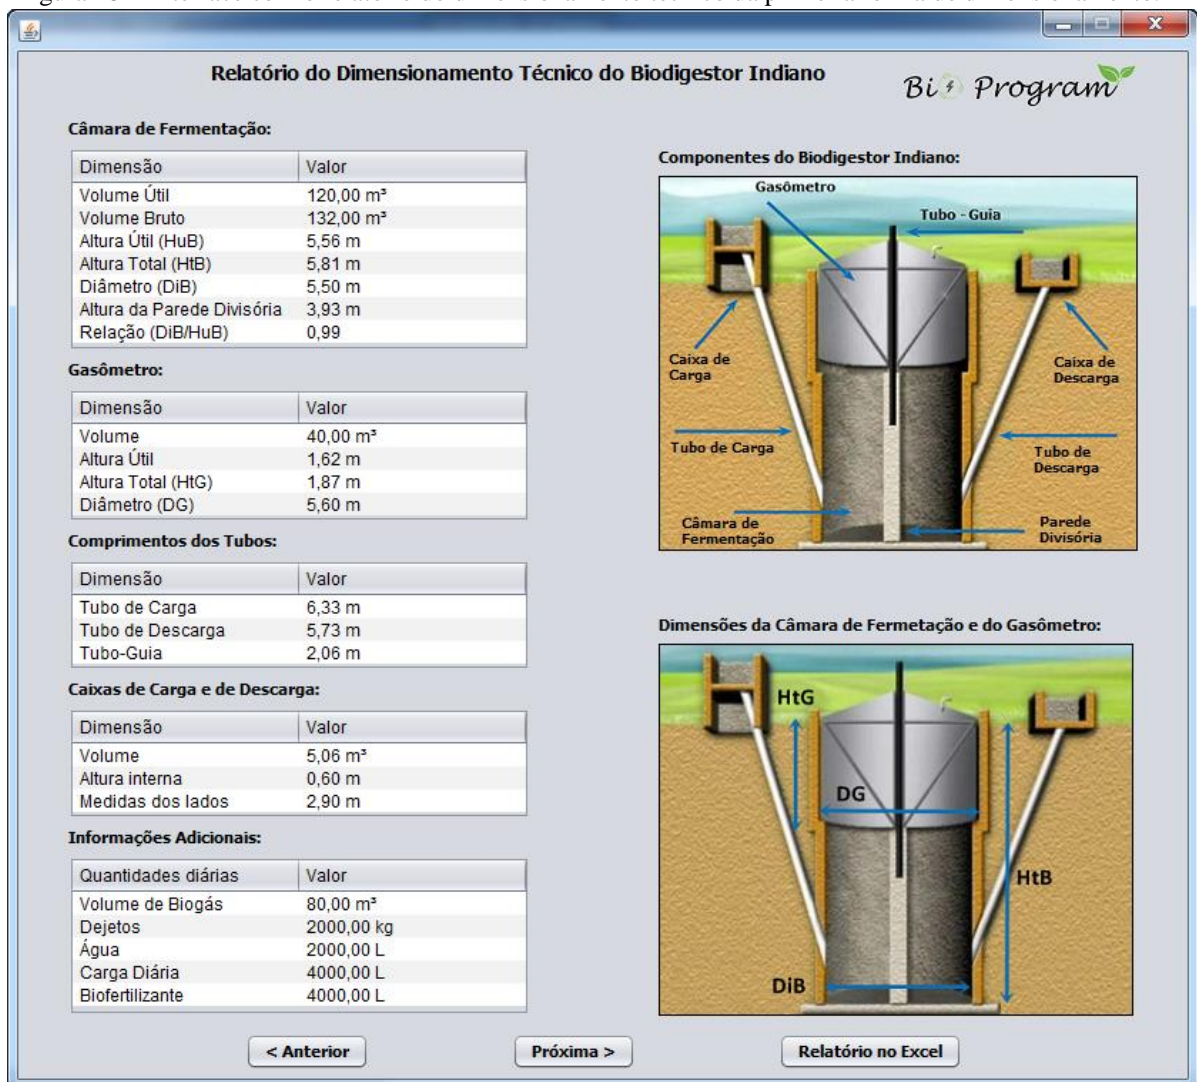 Relatório do Dimensionamento Técnico do Biodigestor Indiano
Bio Program
Câmara de Fermentação:
Dimensão Valor
Volume Útil 120,00 m³
Volume Bruto 132,00 m³
Altura Útil (HuB) 5,56 m
Altura Total (HtB) 5,81 m
Diâmetro (DiB) 5,50 m
Altura da Parede Divisória 3,93 m
Relação (DiB/HuB) 0,99
Gasômetro:
Dimensão Valor
Volume 40,00 m³
Altura Útil 1,62 m
Altura Total (HtG) 1,87 m
Diâmetro (DG) 5,60 m
Comprimentos dos Tubos:
Dimensão Valor
Tubo de Carga 6,33 m
Tubo de Descarga 5,73 m
Tubo-Guia 2,06 m
Caixas de Carga e de Descarga:
Dimensão Valor
Volume 5,06 m³
Altura interna 0,60 m
Medidas dos lados 2,90 m
Informações Adicionais:
Quantidades diárias Valor
Volume de Biogás 80,00 m³
Dejetos 2000,00 kg
Água 2000,00 L
Carga Diária 4000,00 L
Biofertilizante 4000,00 L
Componentes do Biodigestor Indiano:
Gasômetro
Tubo - Guia
Caixa de
Carga
Caixa de
Descarga
Tubo de Carga
Tubo de
Descarga
Câmara de
Fermentação
Parede
Divisória
Dimensões da Câmara de Fermetação e do Gasômetro:
HtG
DG
HtB
DiB
< Anterior
Próxima >
Relatório no Excel